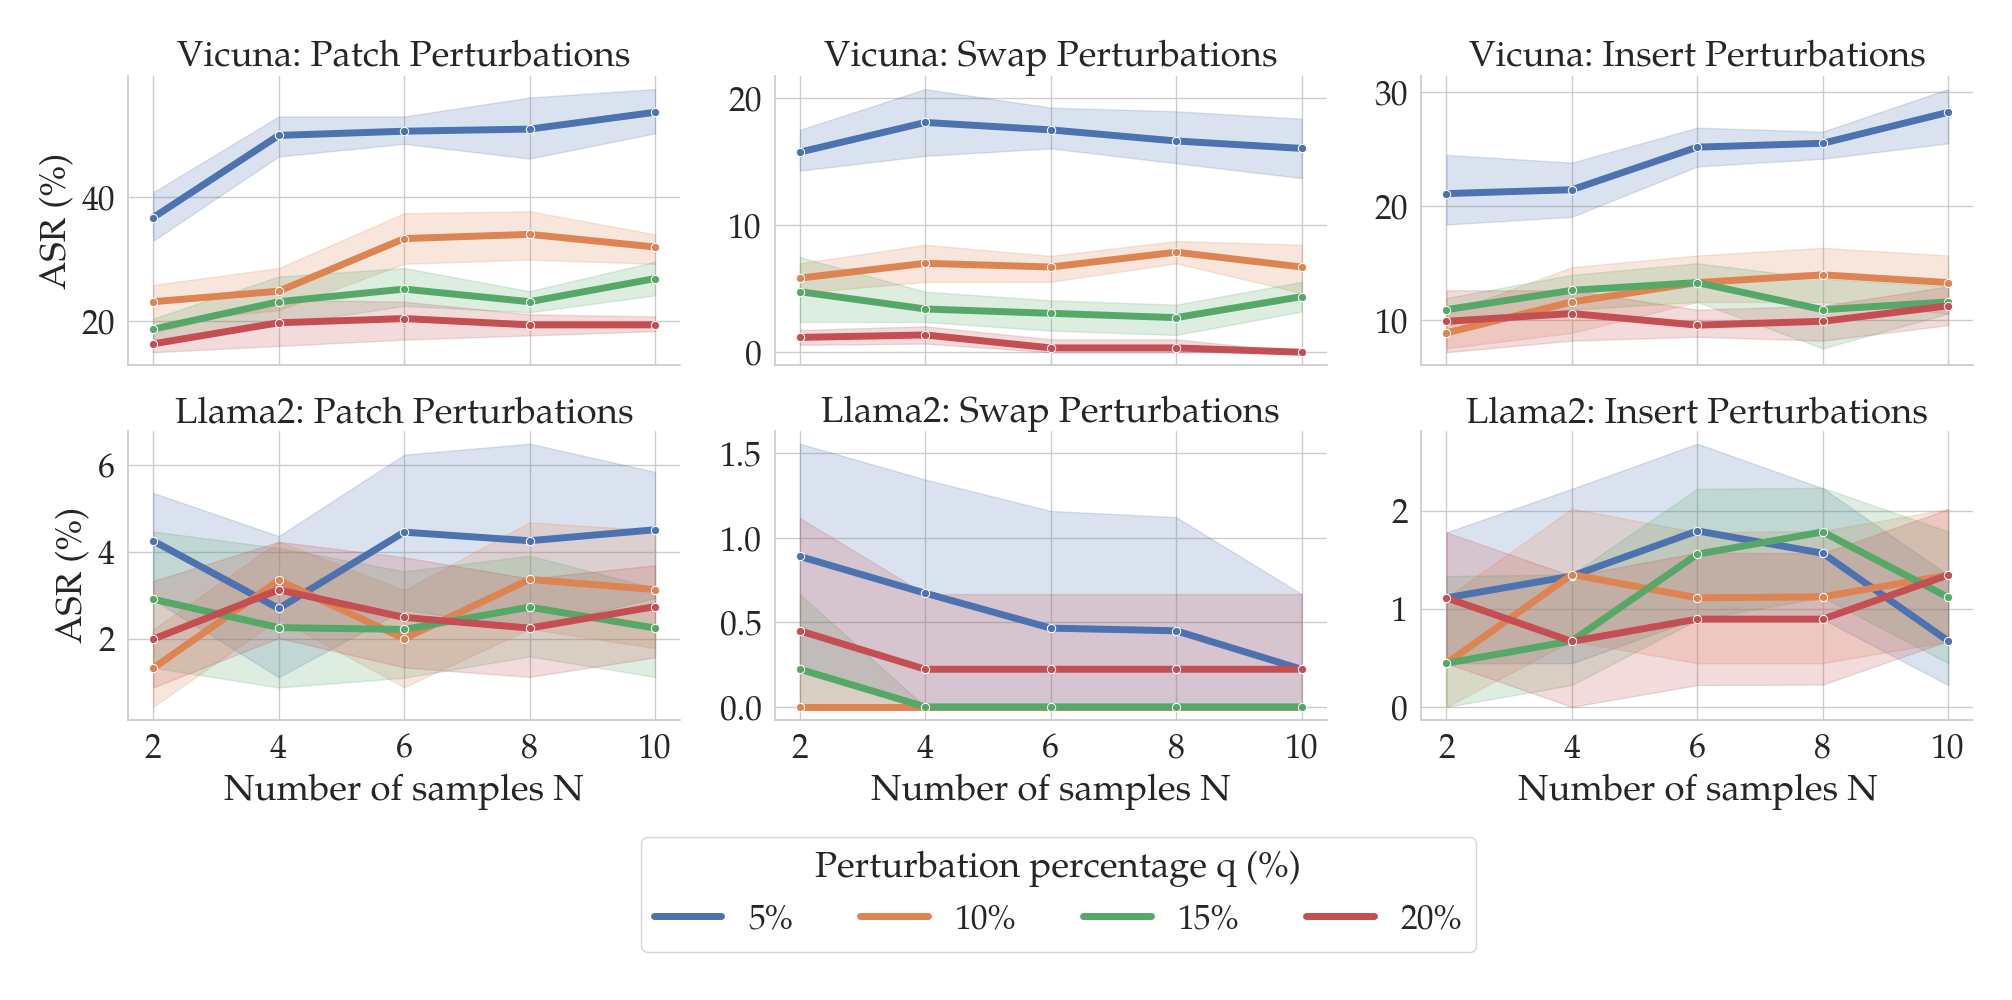 Vicuna: Patch Perturbations
Vicuna: Swap Perturbations
Vicuna: Insert Perturbations
ASR (%)
40
20
20
10
0
30
20
10
Llama2: Patch Perturbations
Llama2: Swap Perturbations
Llama2: Insert Perturbations
ASR (%)
6
4
2
1.5
1.0
0.5
0.0
2
1
0
2 4 6 8 10
2 4 6 8 10
2 4 6 8 10
Number of samples N
Number of samples N
Number of samples N
Perturbation percentage q (%)
5% 10% 15% 20%